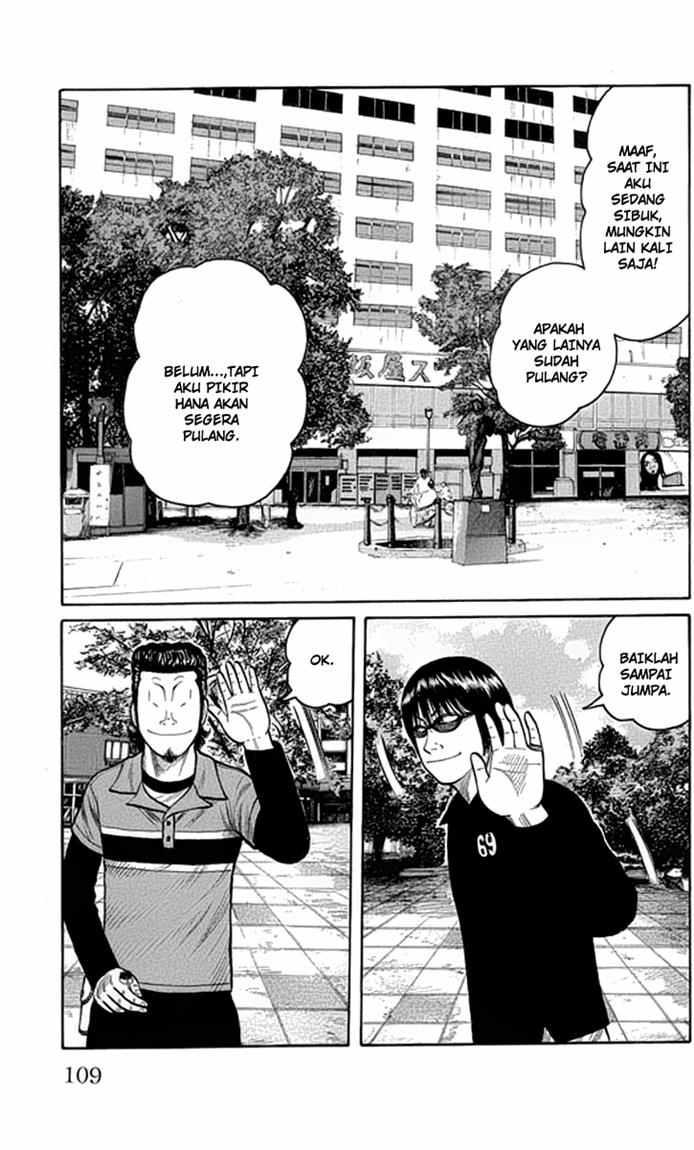 MAAF,
SAAT INI
AKU
SEDANG
SIBUK,
MUNGKIN
LAIN KALI
SAJA!
APAKAH
YANG LAINYA
SUDAH
PULANG?
BELUM...,TAPI
AKU PIKIR
HANA AKAN
SEGERA
PULANG.
BAIKLAH
SAMPAI
JUMPA.
69
OK.
109